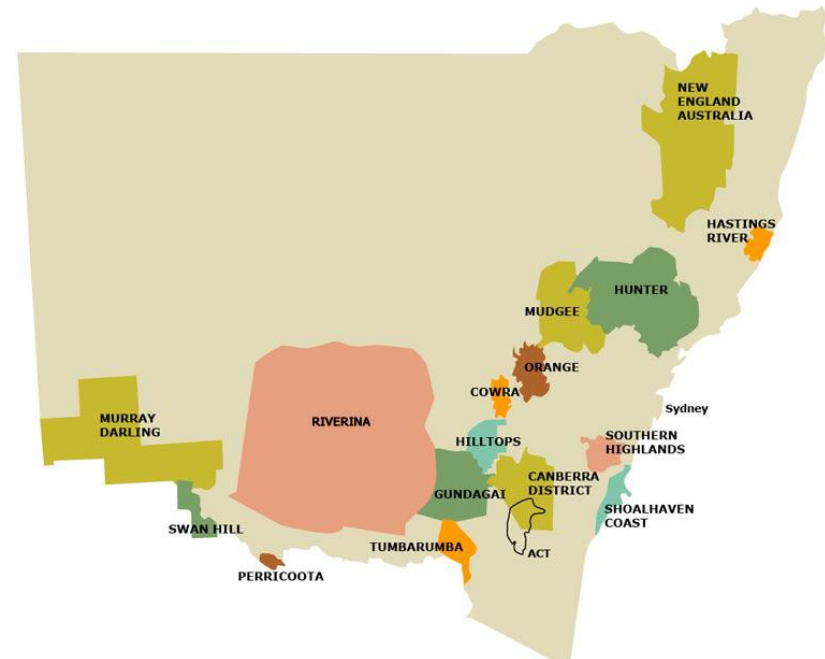 NEW
ENGLAND
AUSTRALIA
HASTINGS
RIVER
HUNTER
MUDGEE
ORANGE
COWRA
Sydney
MURRAY
DARLING
RIVERINA
HILLTOPS
SOUTHERN
HIGHLANDS
CANBERRA
DISTRICT
GUNDAGAI
SHOALHAVEN
COAST
SWAN HILL
TUMBARUMBA
ACT
PERRICOOTA